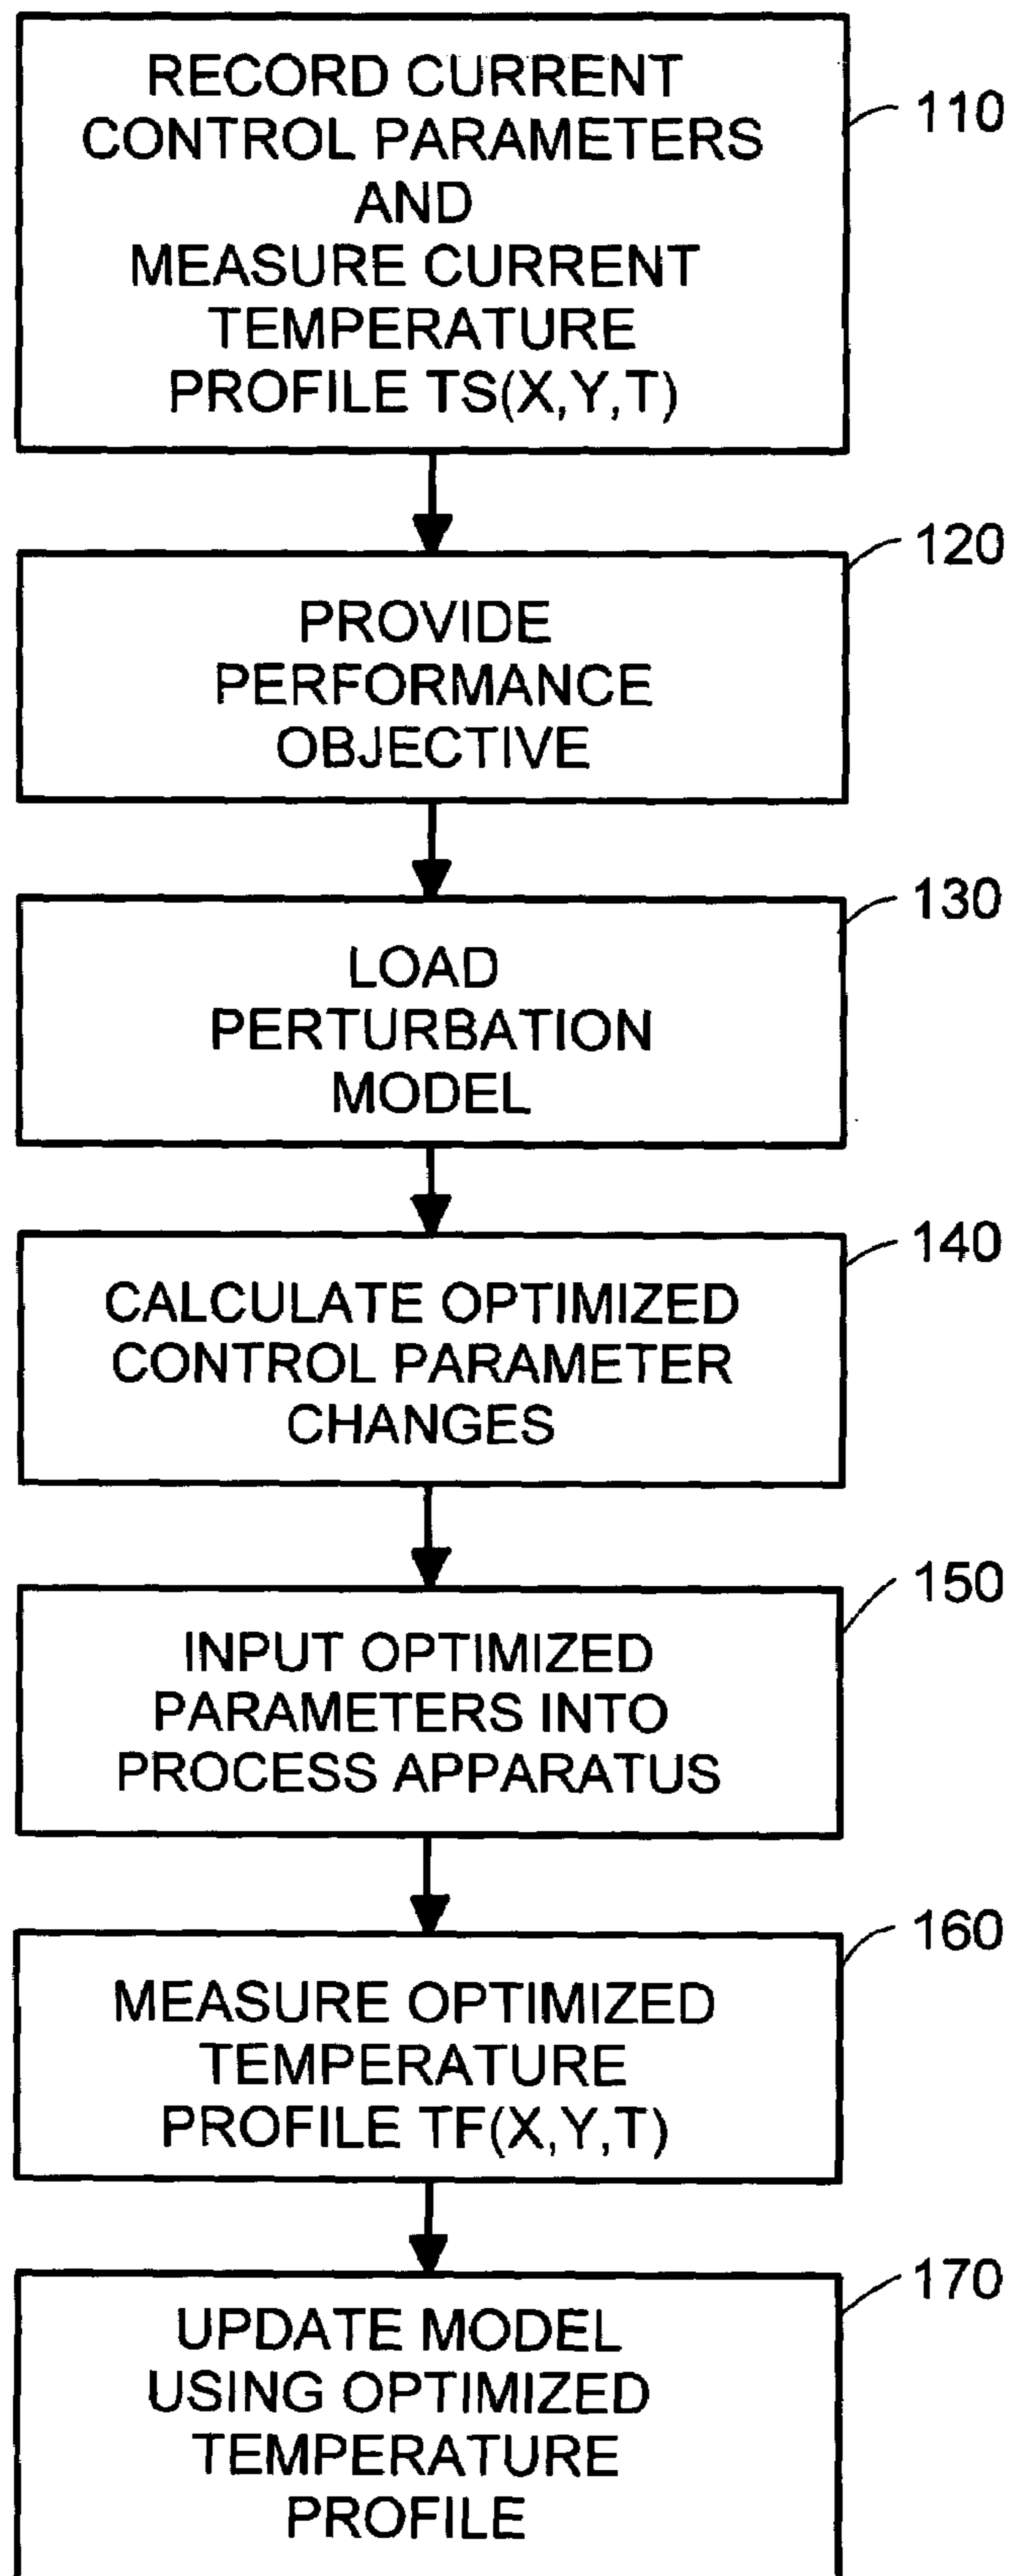 RECORD CURRENT
CONTROL PARAMETERS
AND
MEASURE CURRENT
TEMPERATURE
PROFILE TS(X,Y,T)
110
PROVIDE
PERFORMANCE
OBJECTIVE
120
LOAD
PERTURBATION
MODEL
130
CALCULATE OPTIMIZED
CONTROL PARAMETER
CHANGES
140
INPUT OPTIMIZED
PARAMETERS INTO
PROCESS APPARATUS
150
MEASURE OPTIMIZED
TEMPERATURE
PROFILE TF(X,Y,T)
160
UPDATE MODEL
USING OPTIMIZED
TEMPERATURE
PROFILE
170